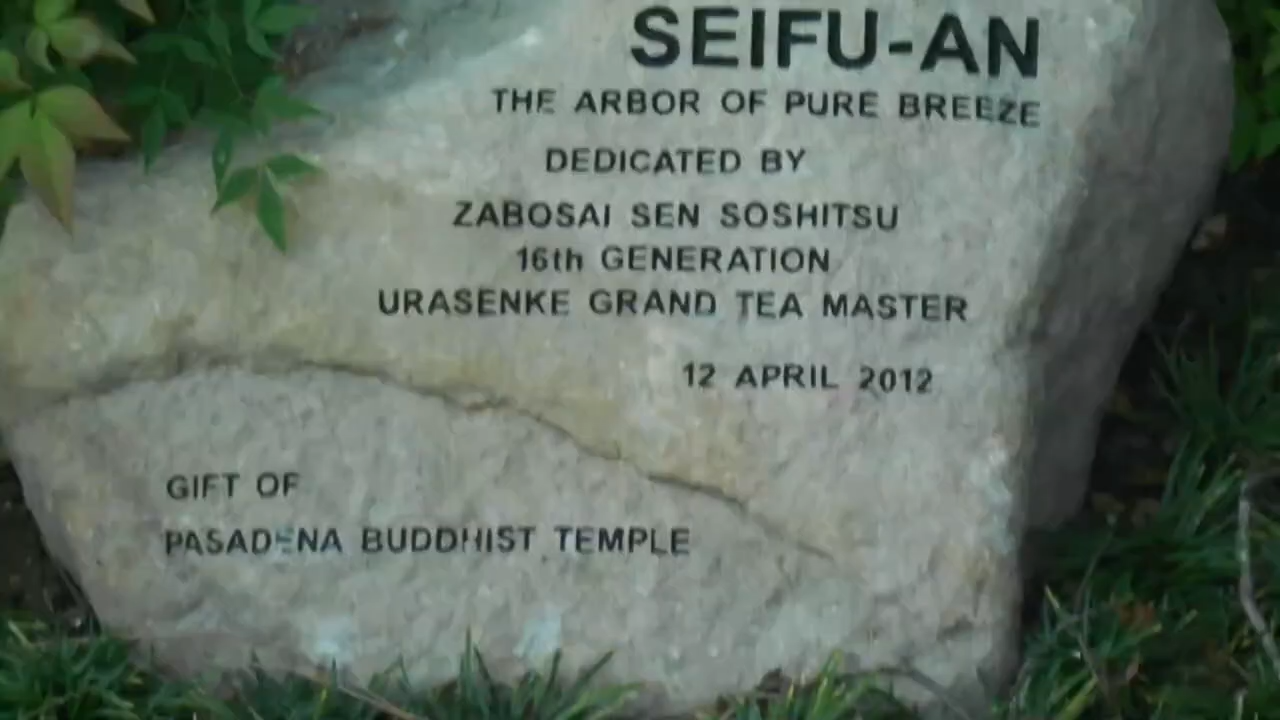 SEIFU-AN
THE ARBOR OF PURE BREEZE
DEDICATED BY
ZABOSAI SEN SOSHITSU
16th GENERATION
URASENKE GRAND TEA MASTER
12 APRIL 2012
GIFT OF
PASADENA BUDDHIST TEMPLE